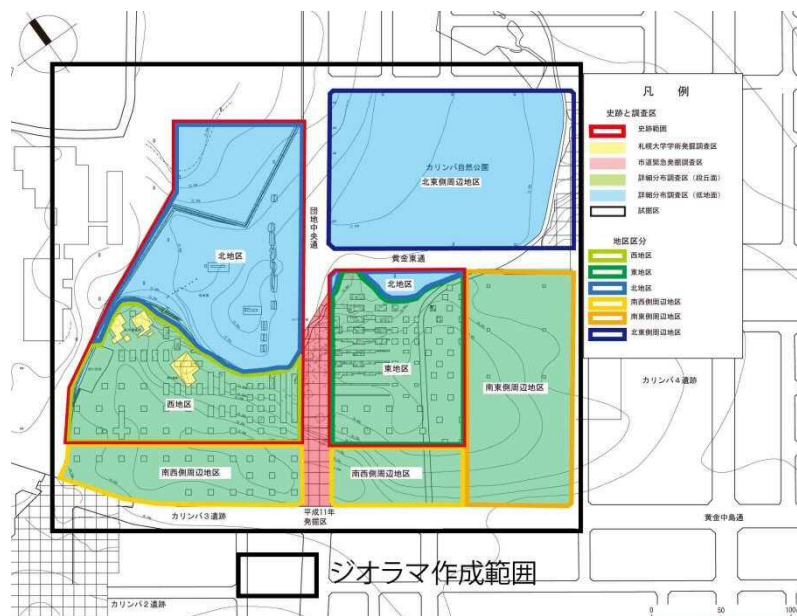 凡 例
史跡と調査区
史跡範囲
札幌大学学術発掘調査区
市道緊急発掘調査区
詳細分布調査区（段丘面）
詳細分布調査区（低地面）
試掘区
地区区分
西地区
東地区
北地区
南西側周辺地区
南東側周辺地区
北東側周辺地区
カリンバ自然公園
北東側周辺地区
団地中央通
北地区
黄金東通
北地区
東地区
西地区
南東側周辺地区
カリンバ4遺跡
南西側周辺地区
南西側周辺地区
カリンバ3遺跡
平成11年
発掘区
黄金中島通
ジオラマ作成範囲
カリンバ2遺跡
0 50 100